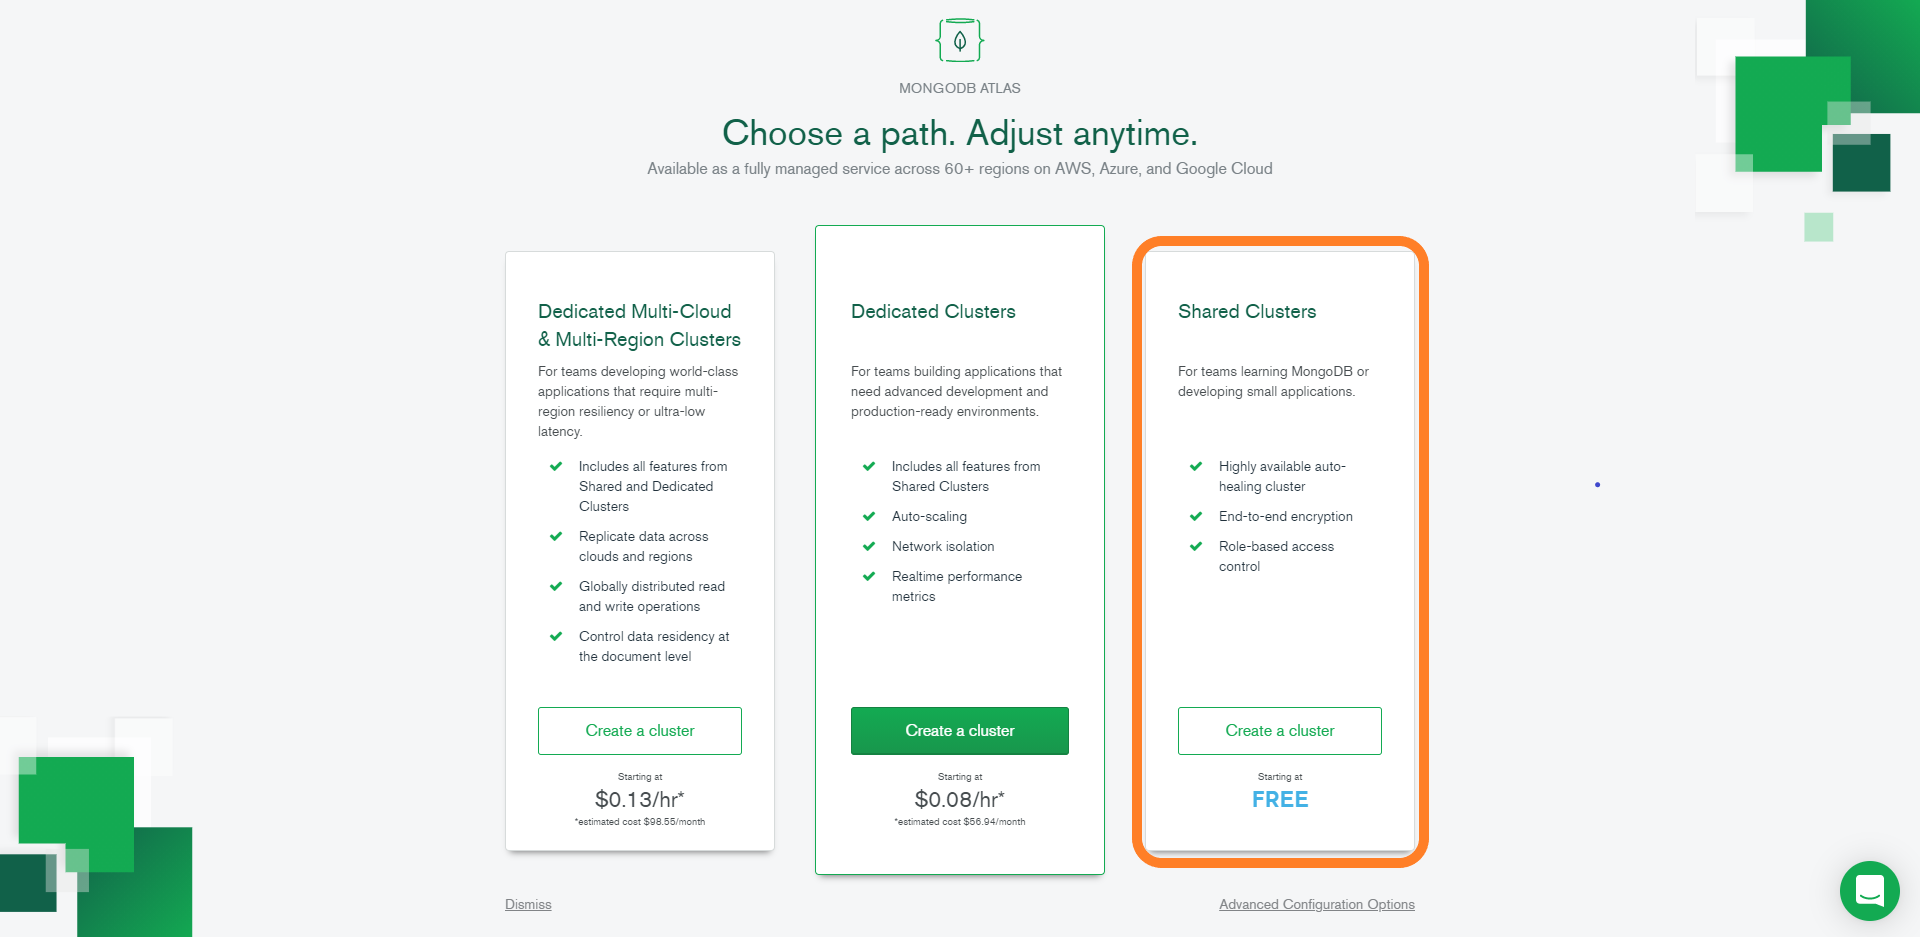 MONGODB ATLAS
Choose a path. Adjust anytime.
Available as a fully managed service across 60+ regions on AWS, Azure, and Google Cloud
Dedicated Multi-Cloud
& Multi-Region Clusters
For teams developing world-class
applications that require multi-
region resiliency or ultra-low
latency.
Includes all features from
Shared and Dedicated
Clusters
Replicate data across
clouds and regions
Globally distributed read
and write operations
Control data residency at
the document level
Create a cluster
Starting at
$0.13/hr*
*estimated cost $98.55/month
Dedicated Clusters
For teams building applications that
need advanced development and
production-ready environments.
Includes all features from
Shared Clusters
Auto-scaling
Network isolation
Realtime performance
metrics
Create a cluster
Starting at
$0.08/hr*
*estimated cost $56.94/month
Shared Clusters
For teams learning MongoDB or
developing small applications.
Highly available auto-
healing cluster
End-to-end encryption
Role-based access
control
Create a cluster
Starting at
FREE
Dismiss
Advanced Configuration Options